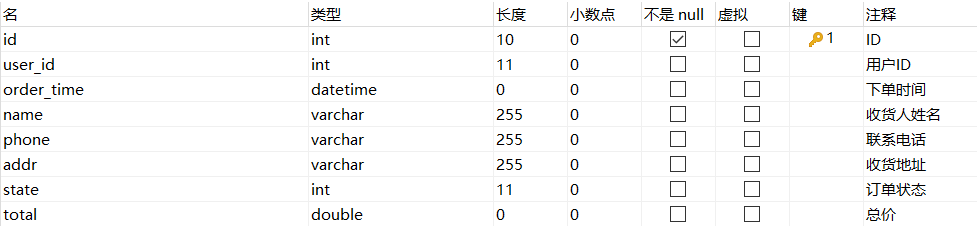 名 类型 长度 小数点 不是 null 虚拟 键 注释
id int 10 0 1 ID
user_id int 11 0 用户ID
order_time datetime 0 0 下单时间
name varchar 255 0 收货人姓名
phone varchar 255 0 联系电话
addr varchar 255 0 收货地址
state int 11 0 订单状态
total double 0 0 总价